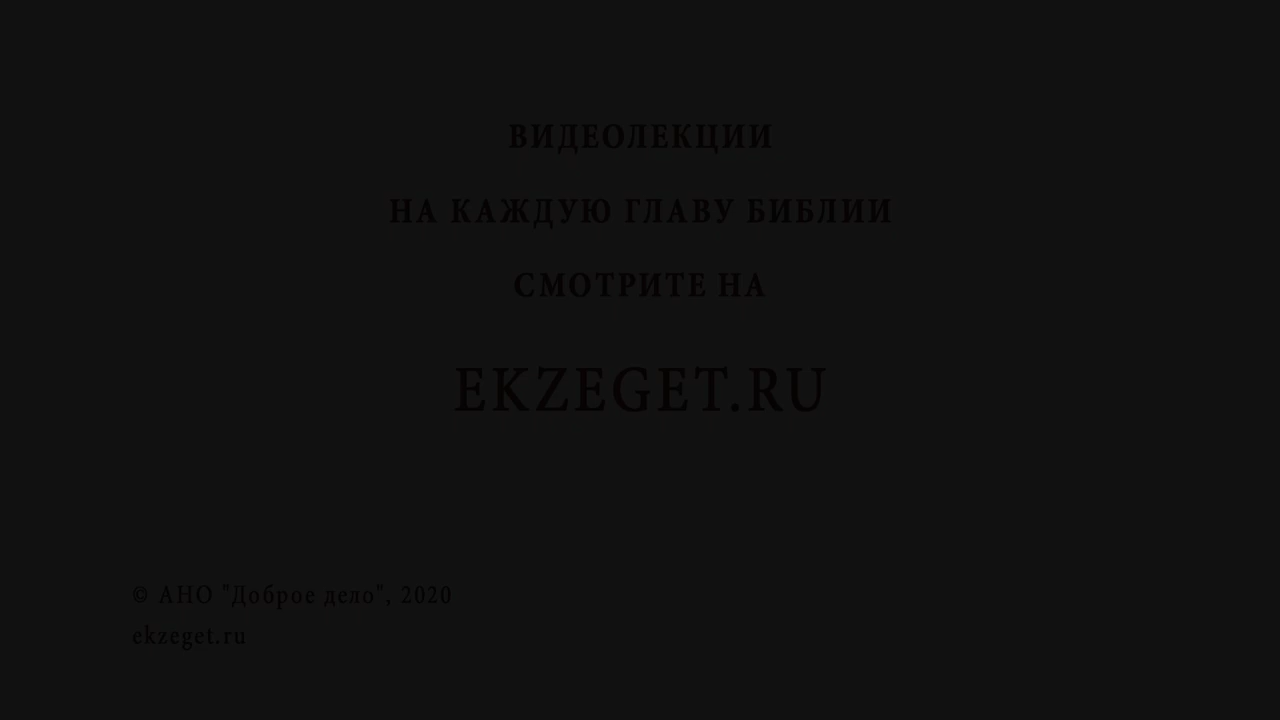 ВИДЕОЛЕКЦИИ
НА КАЖДУЮ ГЛАВУ БИБЛИИ
СМОТРИТЕ НА
EKZEGET.RU
© АНО "Доброе дело", 2020
ekzeget.ru